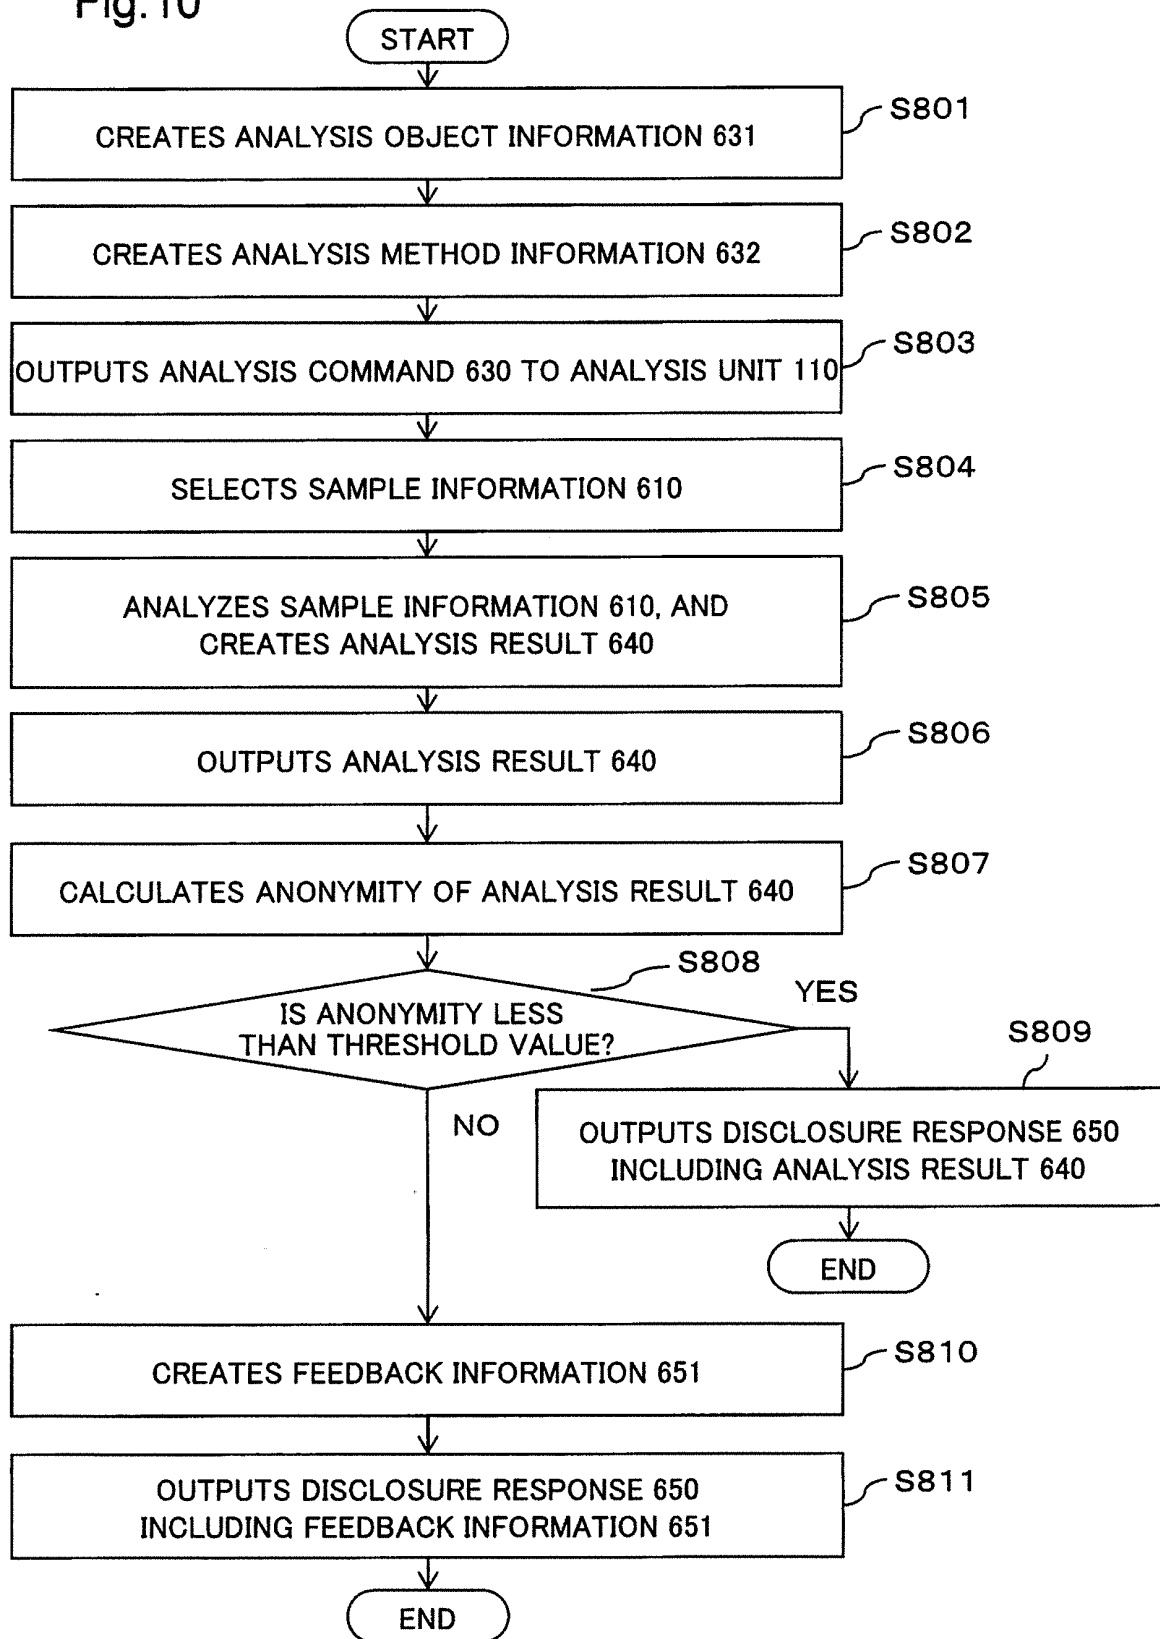 Fig.10
START
CREATES ANALYSIS OBJECT INFORMATION 631
S801
CREATES ANALYSIS METHOD INFORMATION 632
S802
OUTPUTS ANALYSIS COMMAND 630 TO ANALYSIS UNIT 110
S803
SELECTS SAMPLE INFORMATION 610
S804
ANALYZES SAMPLE INFORMATION 610, AND
CREATES ANALYSIS RESULT 640
S805
OUTPUTS ANALYSIS RESULT 640
S806
CALCULATES ANONYMITY OF ANALYSIS RESULT 640
S807
IS ANONYMITY LESS
THAN THRESHOLD VALUE?
S808
YES
NO
S809
OUTPUTS DISCLOSURE RESPONSE 650
INCLUDING ANALYSIS RESULT 640
END
CREATES FEEDBACK INFORMATION 651
S810
OUTPUTS DISCLOSURE RESPONSE 650
INCLUDING FEEDBACK INFORMATION 651
S811
END